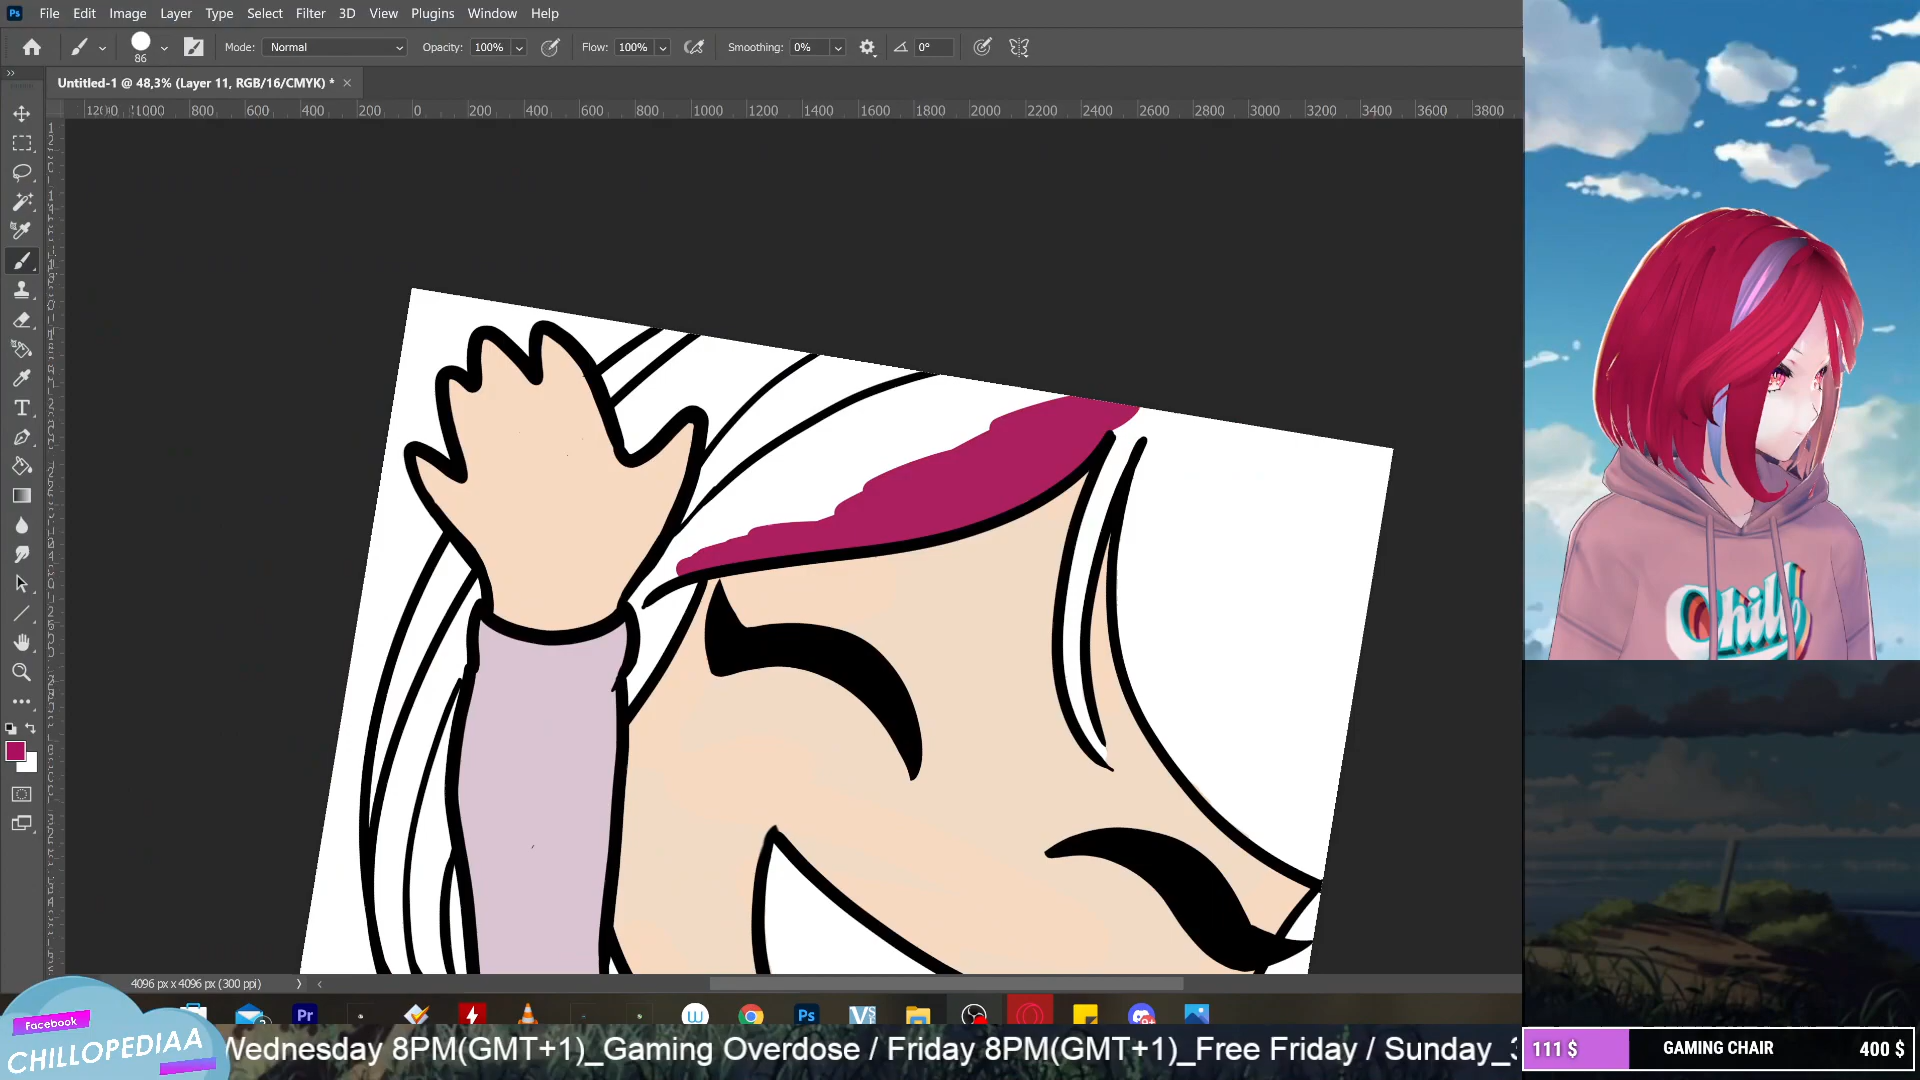 File Edit Image Layer Type Select Filter 3D View Plugins Window Help
86 Mode: Normal Opacity: 100% Flow: 100% Smoothing: 0% 0°
Untitled-1 @ 48,3% (Layer 11, RGB/16/CMYK) *
1200 1000 800 600 400 200 0 200 400 600 800 1000 1200 1400 1600 1800 2000 2200 2400 2600 2800 3000 3200 3400 3600 3800
Chill
4096 px x 4096 px (300 ppi)
Facebook
CHILLOPEDIAA
Wednesday 8PM(GMT+1)_Gaming Overdose / Friday 8PM(GMT+1)_Free Friday / Sunday_
111 $ GAMING CHAIR 400 $